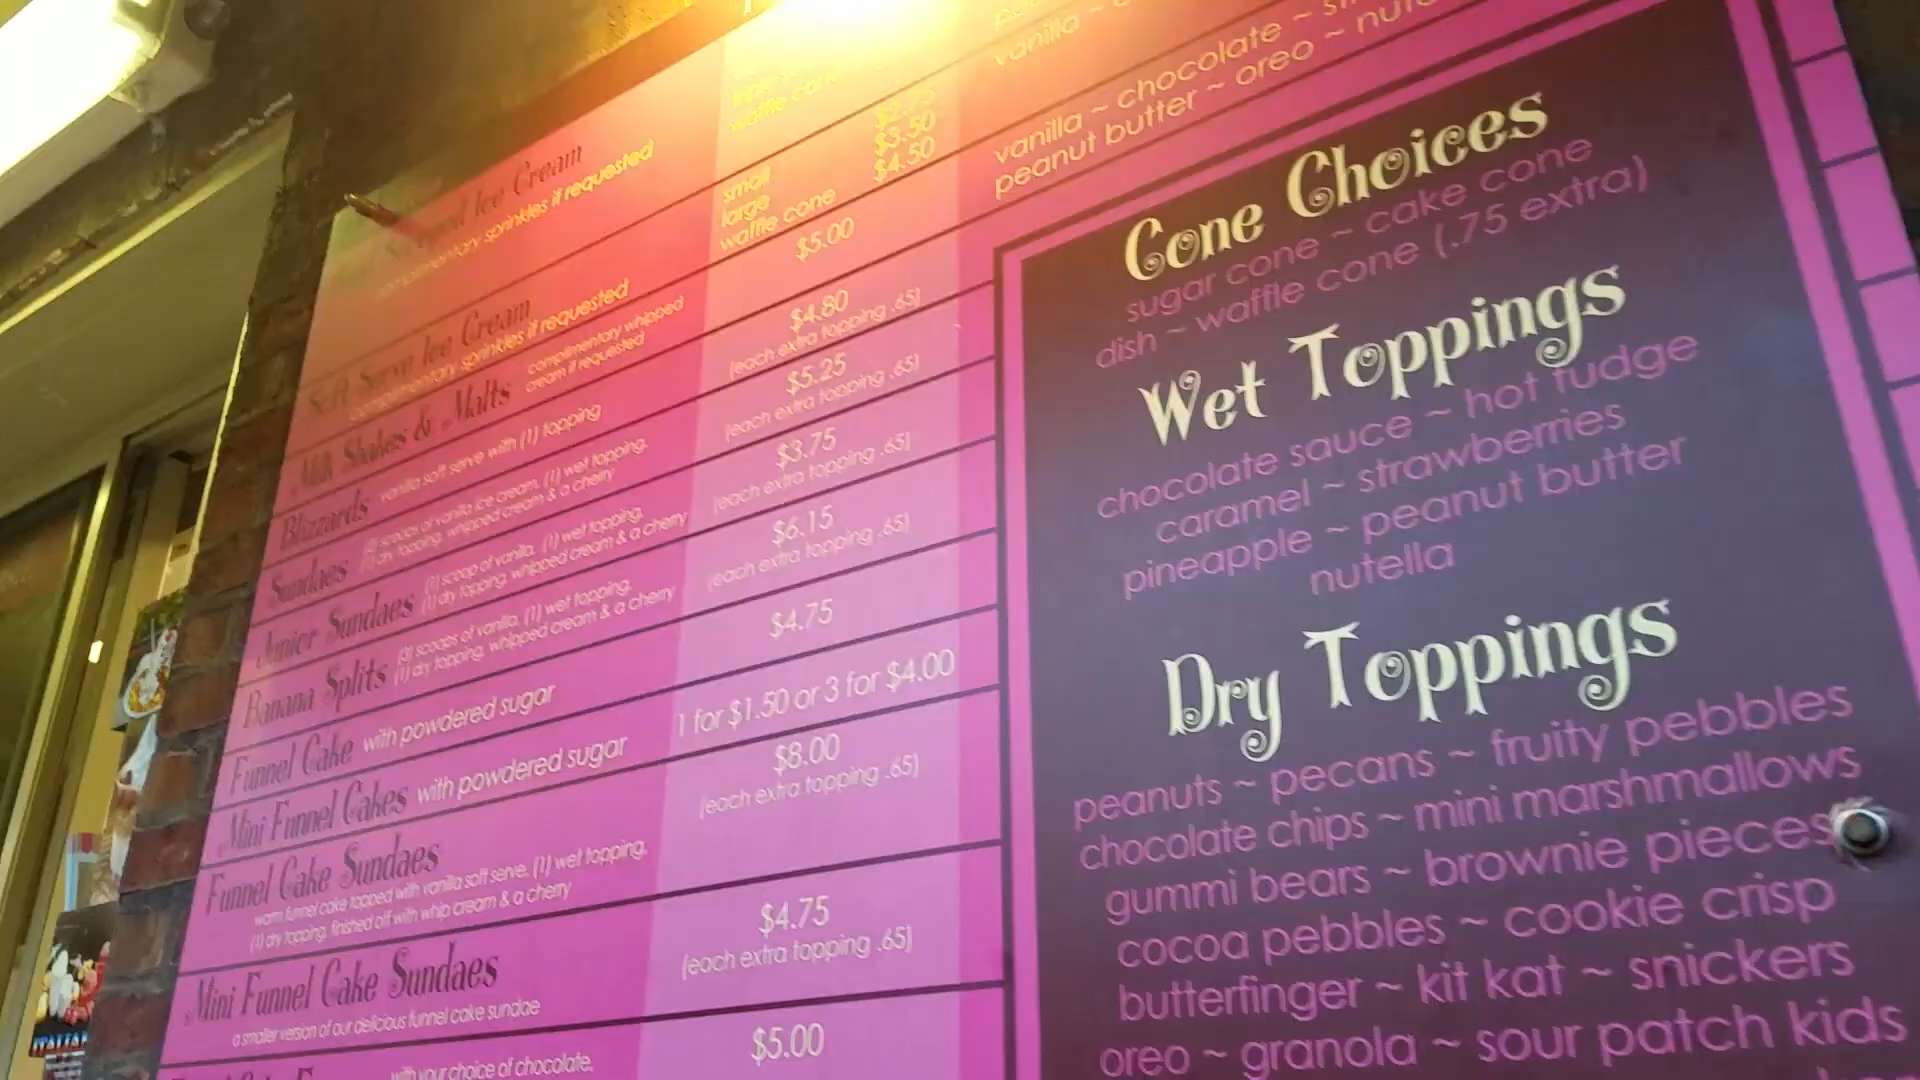 waffle cone
vanilla ~
vanilla ~ chocolate ~
peanut butter ~ oreo ~
Ice Cream
complimentary sprinkles if requested
$2.75
small $3.50
large $4.50
waffle cone
Soft Serve Ice Cream
complimentary sprinkles if requested
Milk Shakes & Malts complimentary whipped
cream if requested
$5.00
Blizzards vanilla soft serve with (1) topping
$4.80
(each extra topping .65)
Sundaes (2) scoops of vanilla ice cream, (1) wet topping,
(1) dry topping, whipped cream & a cherry
$5.25
(each extra topping .65)
Junior Sundaes (1) scoop of vanilla, (1) wet topping,
(1) dry topping, whipped cream & a cherry
$3.75
(each extra topping .65)
Banana Splits (3) scoops of vanilla, (1) wet topping,
(1) dry topping, whipped cream & a cherry
$6.15
(each extra topping .65)
Funnel Cake with powdered sugar
$4.75
Mini Funnel Cakes with powdered sugar
1 for $1.50 or 3 for $4.00
Funnel Cake Sundaes
warm funnel cake topped with vanilla soft serve, (1) wet topping,
(1) dry topping, finished off with whip cream & a cherry
$8.00
(each extra topping .65)
Mini Funnel Cake Sundaes
a smaller version of our delicious funnel cake sundae
$4.75
(each extra topping .65)
with your choice of chocolate,
$5.00
Cone Choices
sugar cone ~ cake cone
dish ~ waffle cone (.75 extra)
Wet Toppings
chocolate sauce ~ hot fudge
caramel ~ strawberries
pineapple ~ peanut butter
nutella
Dry Toppings
peanuts ~ pecans ~ fruity pebbles
chocolate chips ~ mini marshmallows
gummi bears ~ brownie pieces
cocoa pebbles ~ cookie crisp
butterfinger ~ kit kat ~ snickers
oreo ~ granola ~ sour patch kids